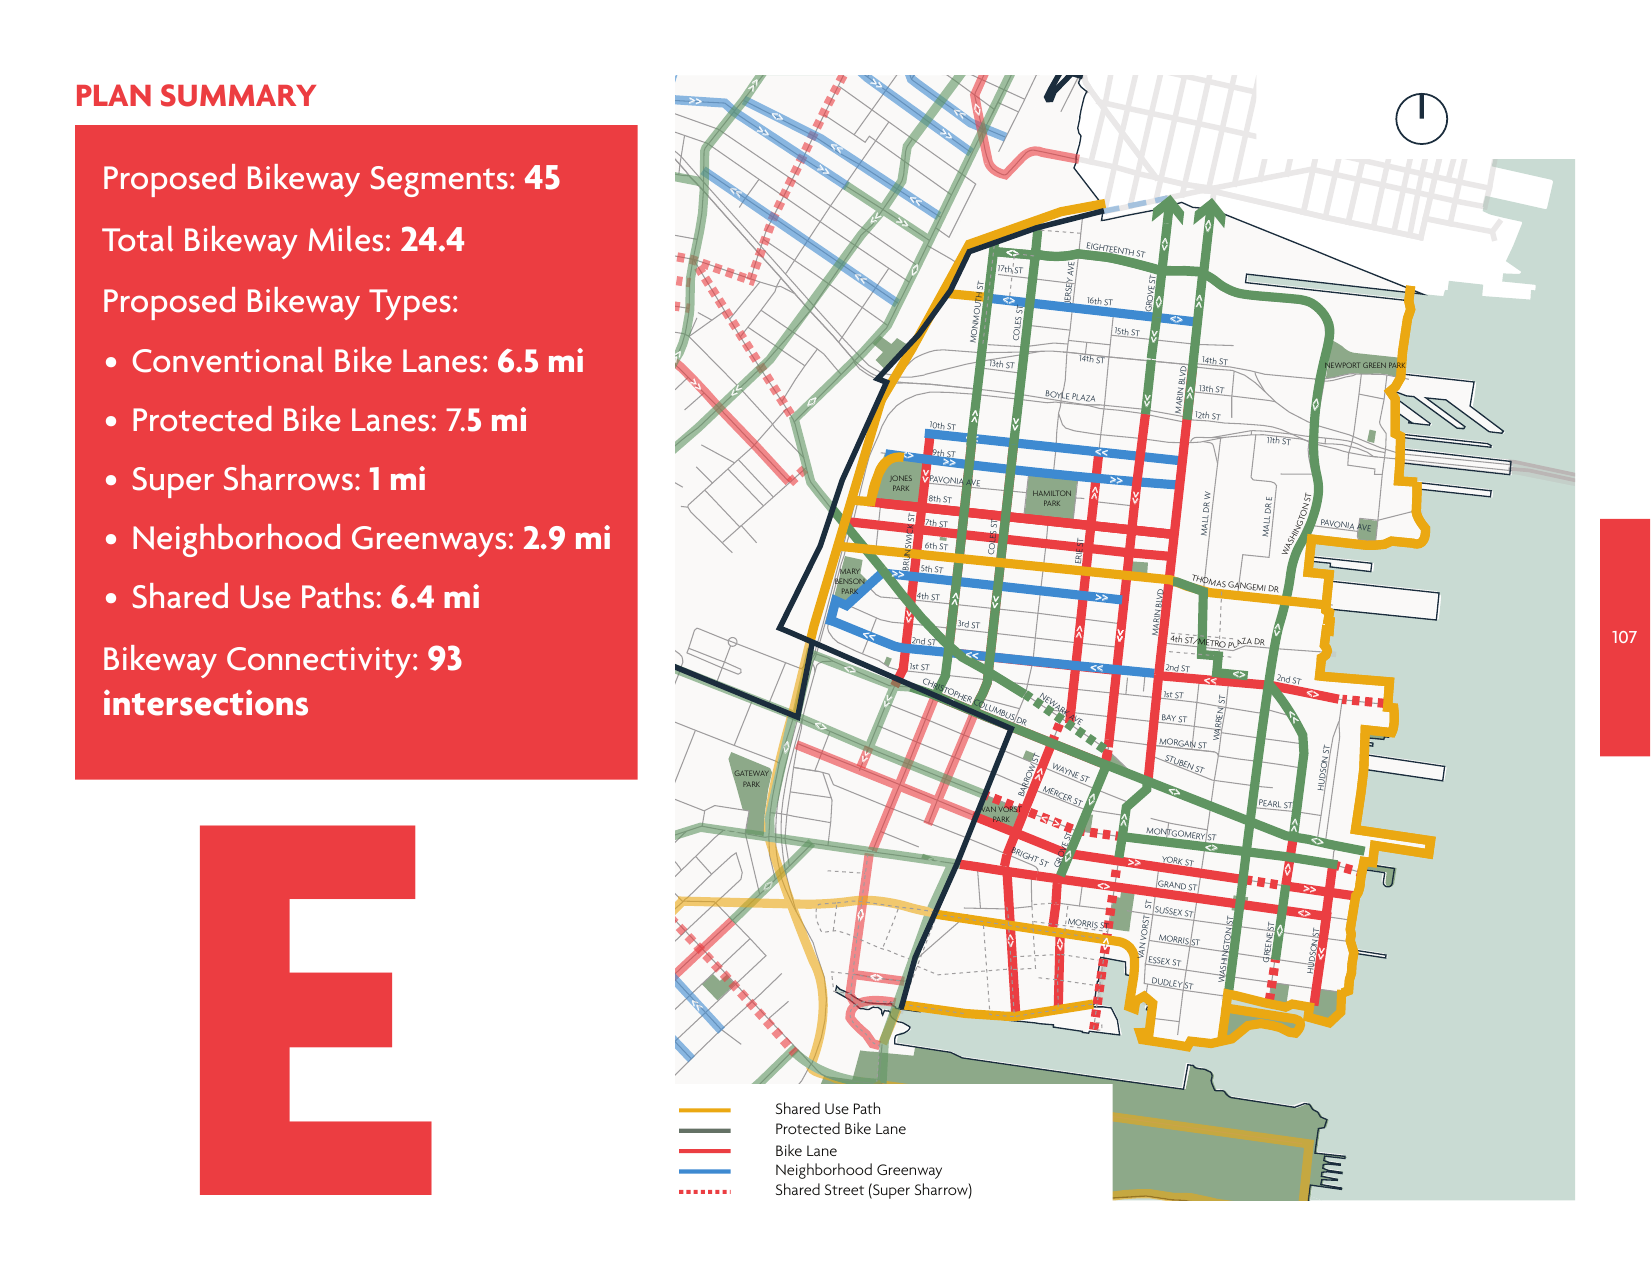 PLAN SUMMARY
Proposed Bikeway Segments: 45
Total Bikeway Miles: 24.4
Proposed Bikeway Types:
• Conventional Bike Lanes: 6.5 mi
• Protected Bike Lanes: 7.5 mi
• Super Sharrows: 1 mi
• Neighborhood Greenways: 2.9 mi
• Shared Use Paths: 6.4 mi
Bikeway Connectivity: 93
intersections
E
EIGHTEENTH ST
17th ST
JERSEY AVE
GROVE ST
MONMOUTH ST
COLES ST
16th ST
15th ST
14th ST
14th ST
13th ST
13th ST
MARIN BLVD
NEWPORT GREEN PARK
BOYLE PLAZA
12th ST
11th ST
10th ST
9th ST
JONES
PARK
PAVONIA AVE
HAMILTON
PARK
8th ST
7th ST
6th ST
BRUNSWICK ST
COLES ST
ERIE ST
MALL DR W
MALL DR E
WASHINGTON ST
PAVONIA AVE
MARY
BENSON
PARK
5th ST
4th ST
3rd ST
2nd ST
1st ST
THOMAS GANGEMI DR
MARIN BLVD
4th ST/METRO PLAZA DR
2nd ST
2nd ST
1st ST
CHRISTOPHER COLUMBUS DR
NEWARK AVE
BAY ST
WARREN ST
MORGAN ST
STUBEN ST
HUDSON ST
GATEWAY
PARK
BARROW ST
WAYNE ST
MERCER ST
VAN VORST
PARK
PEARL ST
MONTGOMERY ST
GROVE ST
BRIGHT ST
YORK ST
GRAND ST
SUSSEX ST
MORRIS ST
VAN VORST ST
MORRIS ST
ESSEX ST
DUDLEY ST
WASHINGTON ST
GREENE ST
HUDSON ST
107
Shared Use Path
Protected Bike Lane
Bike Lane
Neighborhood Greenway
Shared Street (Super Sharrow)